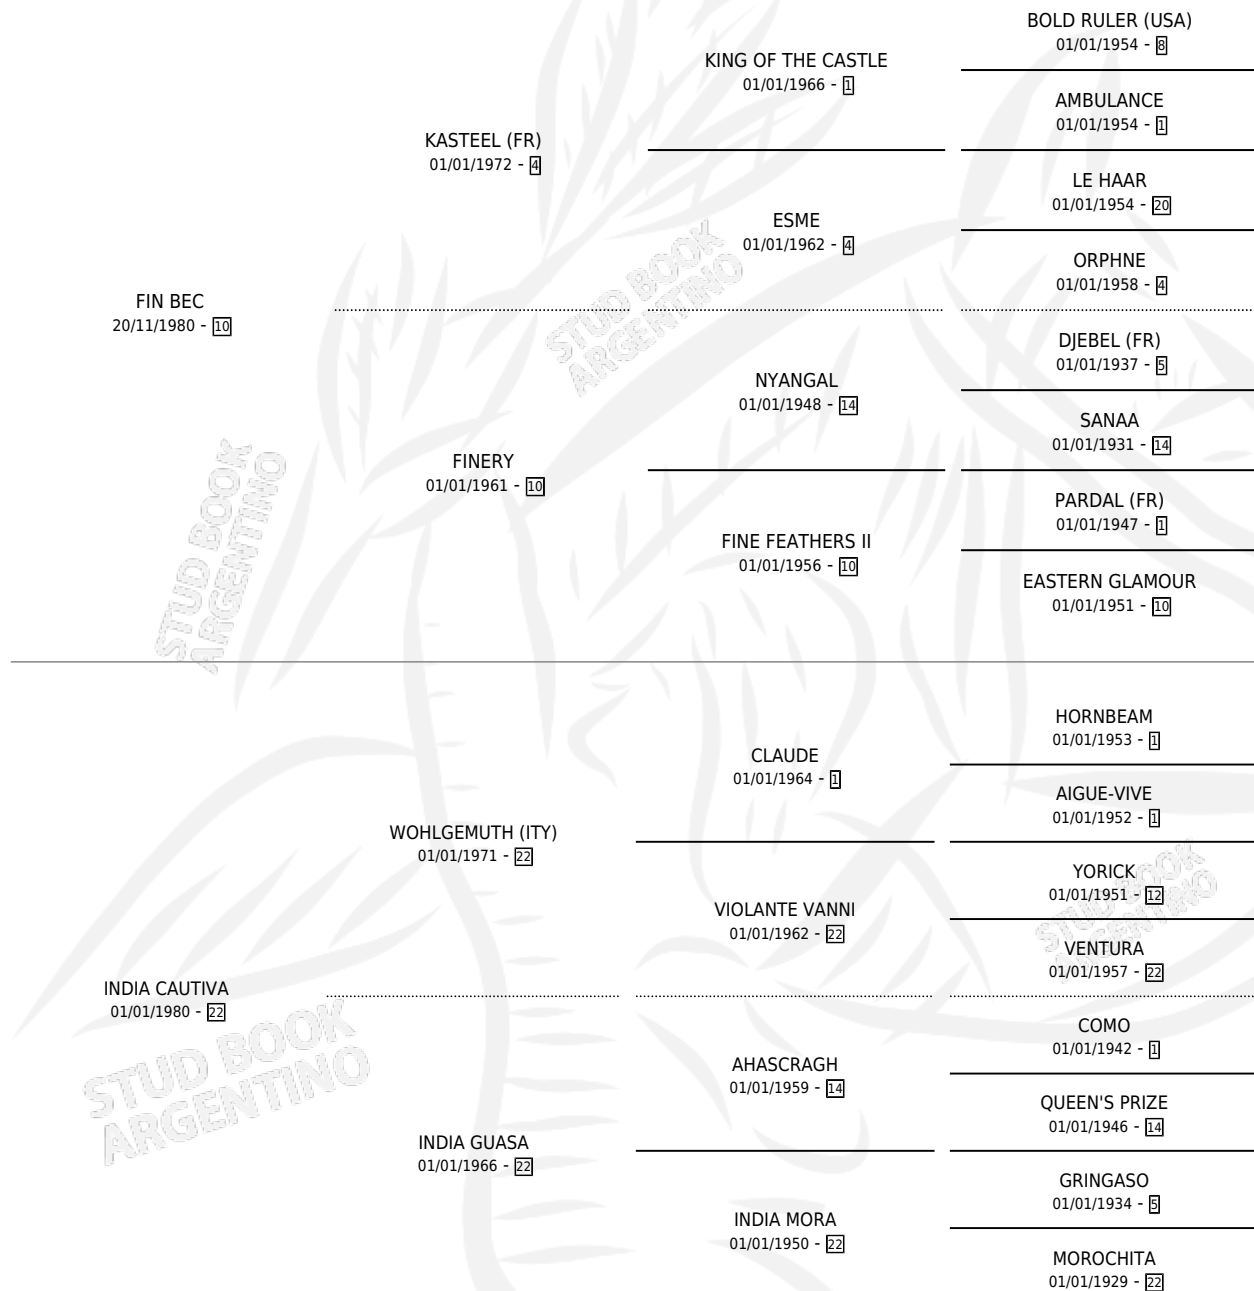 BOLD RULER (USA)
01/01/1954 - 8
KING OF THE CASTLE
01/01/1966 - 1
AMBULANCE
01/01/1954 - 1
KASTEEL (FR)
01/01/1972 - 4
LE HAAR
01/01/1954 - 20
ESME
01/01/1962 - 4
ORPHNE
01/01/1958 - 4
FIN BEC
20/11/1980 - 10
DJEBEL (FR)
01/01/1937 - 5
NYANGAL
01/01/1948 - 14
SANAA
01/01/1931 - 14
FINERY
01/01/1961 - 10
PARDAL (FR)
01/01/1947 - 1
FINE FEATHERS II
01/01/1956 - 10
EASTERN GLAMOUR
01/01/1951 - 10
HORNBEAM
01/01/1953 - 1
CLAUDE
01/01/1964 - 1
AIGUE-VIVE
01/01/1952 - 1
WOHLGEMUTH (ITY)
01/01/1971 - 22
YORICK
01/01/1951 - 12
VIOLANTE VANNI
01/01/1962 - 22
VENTURA
01/01/1957 - 22
INDIA CAUTIVA
01/01/1980 - 22
COMO
01/01/1942 - 1
AHASCRAGH
01/01/1959 - 14
QUEEN'S PRIZE
01/01/1946 - 14
INDIA GUASA
01/01/1966 - 22
GRINGASO
01/01/1934 - 5
INDIA MORA
01/01/1950 - 22
MOROCHITA
01/01/1929 - 22
STUD BOOK
ARGENTINO
STUD BOOK
ARGENTINO
STUD BOOK
ARGENTINO
STUD BOOK
ARGENTINO